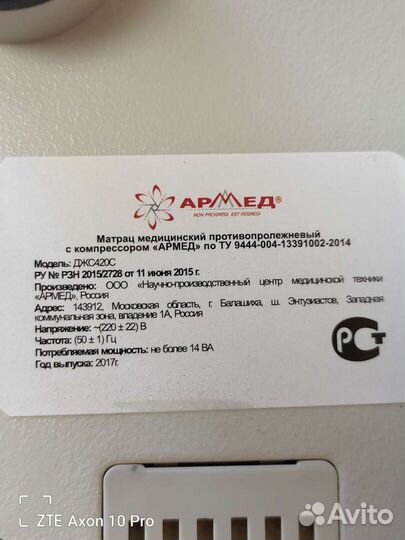 АРМЕД®
NON PROGREDI, EST REGREDI
Матрац медицинский противопролежневый
с компрессором «АРМЕД» по ТУ 9444-004-13391002-2014
Модель: ДЖС420С
РУ № РЗН 2015/2728 от 11 июня 2015 г.
Произведено: ООО «Научно-производственный центр медицинской техники
«АРМЕД», Россия
Адрес: 143912, Московская область, г. Балашиха, ш. Энтузиастов, Западная
коммунальная зона, владение 1А, Россия
Напряжение: ~(220 ± 22) В
Частота: (50 ± 1) Гц
Потребляемая мощность: не более 14 ВА
Год выпуска: 2017г.
РСТ
ZTE Axon 10 Pro
Avito